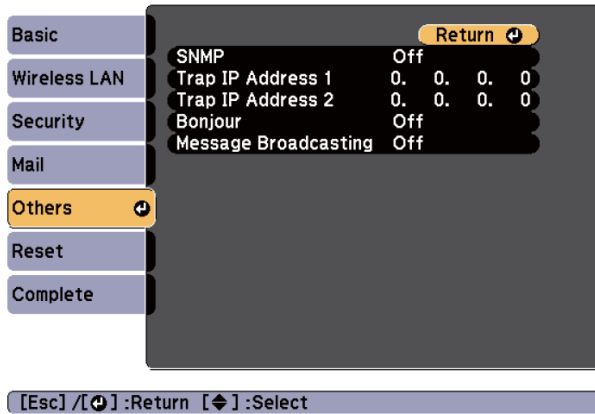 Basic
Wireless LAN
Security
Mail
Others
Reset
Complete
Return
SNMP Off
Trap IP Address 1 0. 0. 0. 0
Trap IP Address 2 0. 0. 0. 0
Bonjour Off
Message Broadcasting Off
[Esc] /[⏎] :Return [◆] :Select